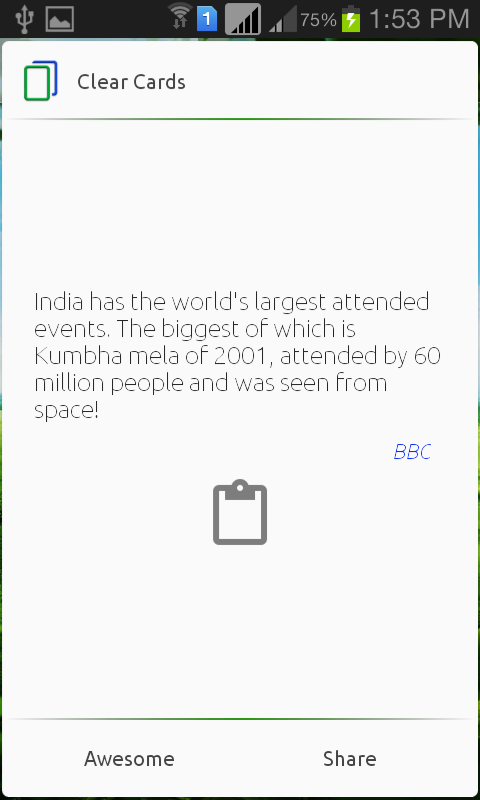 1 75% 1:53 PM
Clear Cards
India has the world's largest attended
events. The biggest of which is
Kumbha mela of 2001, attended by 60
million people and was seen from
space!
BBC
Awesome Share